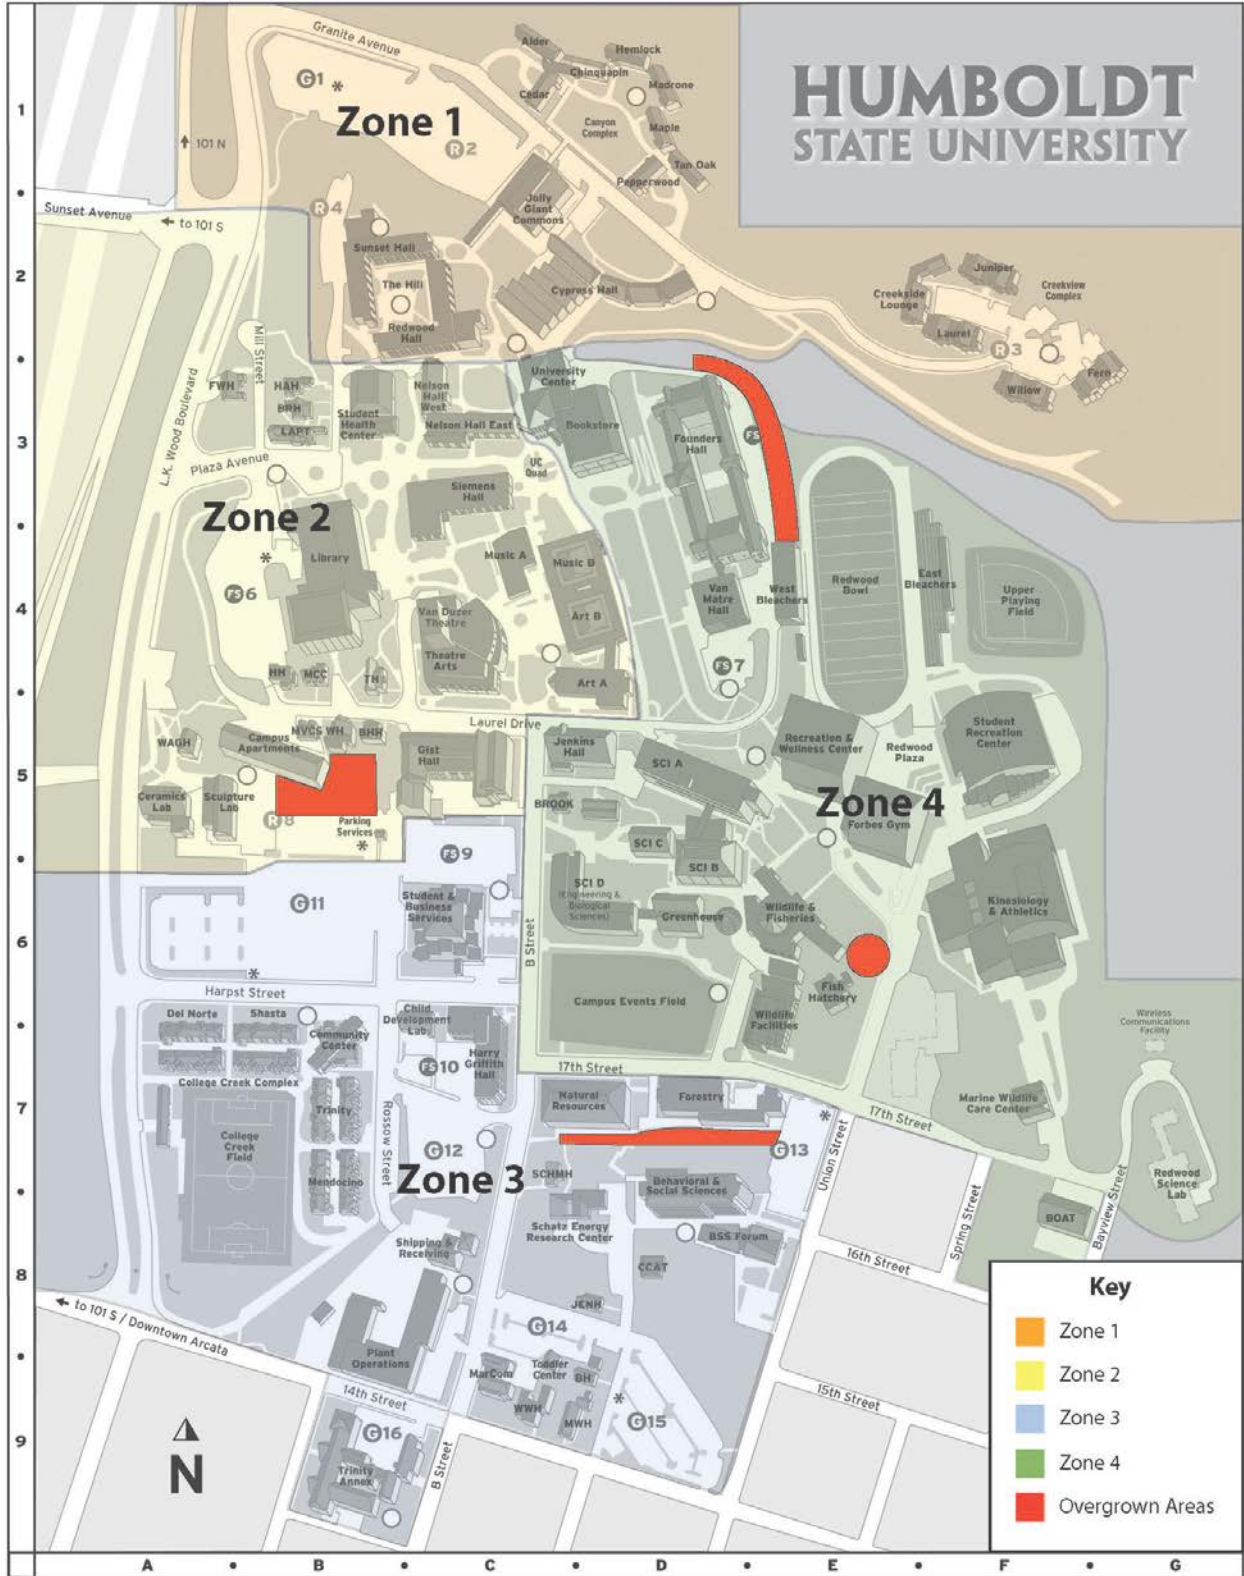 HUMBOLDT
STATE UNIVERSITY
Granite Avenue
G1 *
Zone 1
R2
Alder
Hemlock
Chinquapin
Madrone
Cedar
Canyon
Complex
Maple
Tan Oak
Pepperwood
1
101 N
Sunset Avenue
to 101 S
R4
Jolly
Giant
Commons
Sunset Hall
The Hill
Redwood
Hall
Cypress Hall
2
Juniper
Creekview
Complex
Creekside
Lounge
Laurel
R3
Willow
Fern
Mill Street
L.K. Wood Boulevard
FWH
HAH
BRH
LAPT
Student
Health
Center
Nelson
Hall
West
Nelson Hall East
University
Center
Bookstore
Founders
Hall
FS
3
Plaza Avenue
UC
Quad
Siemens
Hall
Zone 2
*
Library
Music A
Music B
FS6
4
Van Duzer
Theatre
Theatre
Arts
Art B
Art A
Van
Matre
Hall
West
Bleachers
Redwood
Bowl
East
Bleachers
Upper
Playing
Field
FS7
HH
MCC
TH
Laurel Drive
WAGH
Campus
Apartments
MVCS
WH
BHH
Gist
Hall
Jenkins
Hall
SCI A
Recreation &
Wellness Center
Redwood
Plaza
Student
Recreation
Center
5
Ceramics
Lab
Sculpture
Lab
R8
Parking
Services
*
BROOK
SCI C
SCI B
Zone 4
Forbes Gym
FS9
G11
Student &
Business
Services
SCI D
(Engineering &
Biological
Sciences)
Greenhouse
Wildlife &
Fisheries
Kinesiology
& Athletics
6
B Street
*
Harpst Street
Campus Events Field
Fish
Hatchery
Wildlife
Facilities
Wireless
Communications
Facility
Del Norte
Shasta
Community
Center
Child
Development
Lab
Harry
Griffith
Hall
FS10
College Creek Complex
17th Street
7
Trinity
Rossow Street
Natural
Resources
Forestry
*
Marine Wildlife
Care Center
17th Street
College
Creek
Field
G12
Zone 3
G13
Union Street
Mendocino
SCHMH
Behavioral &
Social Sciences
Redwood
Science
Lab
Spring Street
Bayview Street
BOAT
Schatz Energy
Research Center
BSS Forum
16th Street
Shipping &
Receiving
CCAT
8
to 101 S / Downtown Arcata
JENH
G14
Plant
Operations
MarCom
Toddler
Center
BH
WWH
MWH
*
G15
15th Street
14th Street
9
N
G16
Trinity
Annex
B Street
Key
Zone 1
Zone 2
Zone 3
Zone 4
Overgrown Areas
A
B
C
D
E
F
G